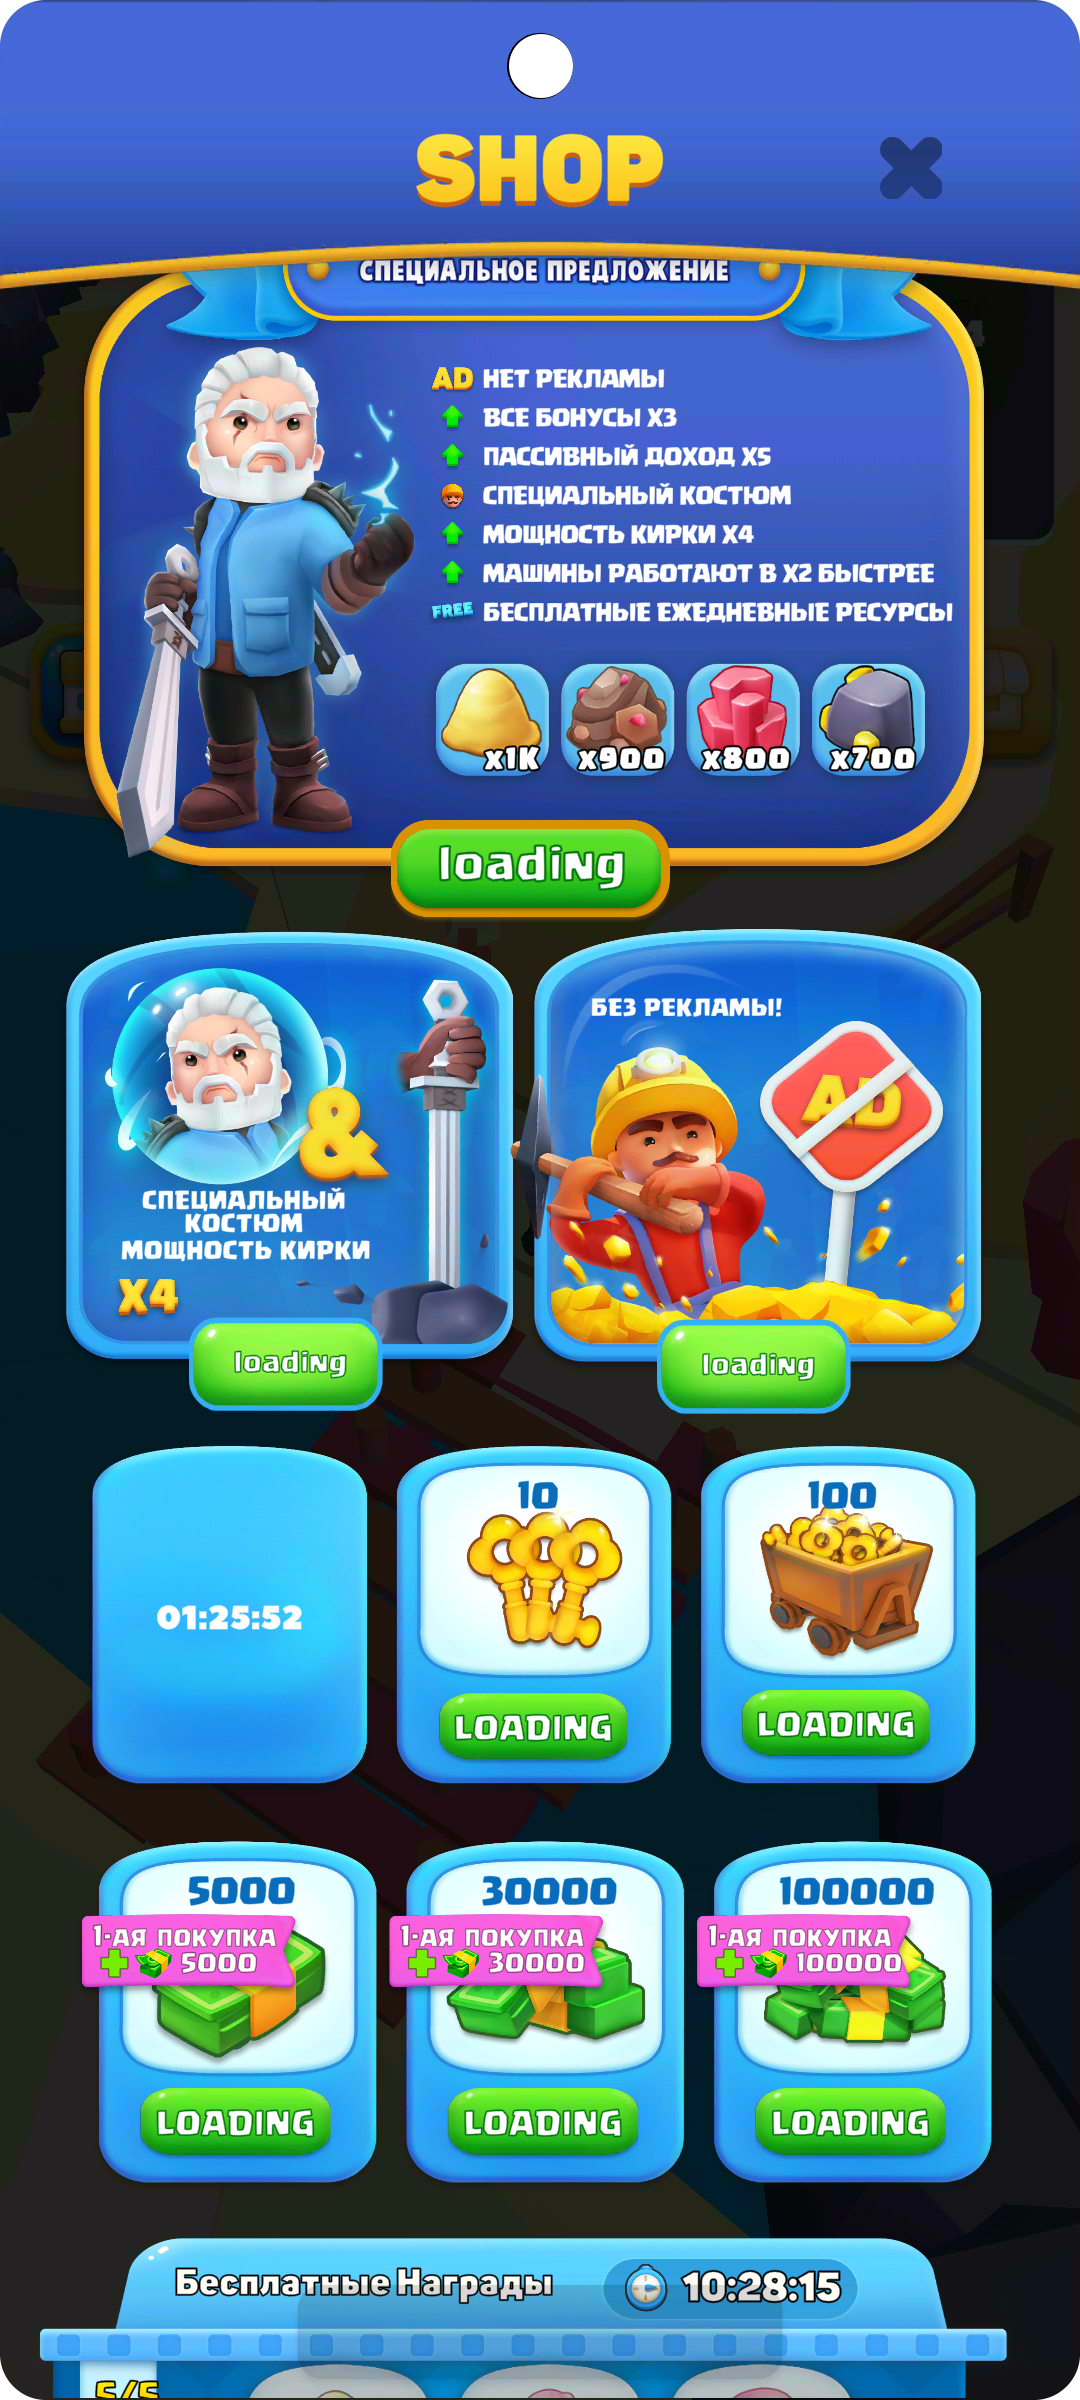 SHOP
СПЕЦИАЛЬНОЕ ПРЕДЛОЖЕНИЕ
AD НЕТ РЕКЛАМЫ
ВСЕ БОНУСЫ X3
ПАССИВНЫЙ ДОХОД X5
СПЕЦИАЛЬНЫЙ КОСТЮМ
МОЩНОСТЬ КИРКИ X4
МАШИНЫ РАБОТАЮТ В X2 БЫСТРЕЕ
FREE БЕСПЛАТНЫЕ ЕЖЕДНЕВНЫЕ РЕСУРСЫ
x1K x900 x800 x700
loading
&
СПЕЦИАЛЬНЫЙ
КОСТЮМ
МОЩНОСТЬ КИРКИ
X4
loading
БЕЗ РЕКЛАМЫ!
AD
loading
01:25:52
10
LOADING
100
LOADING
5000
1-АЯ ПОКУПКА
+ 5000
LOADING
30000
1-АЯ ПОКУПКА
+ 30000
LOADING
100000
1-АЯ ПОКУПКА
+ 100000
LOADING
Бесплатные Награды
10:28:15
5/5